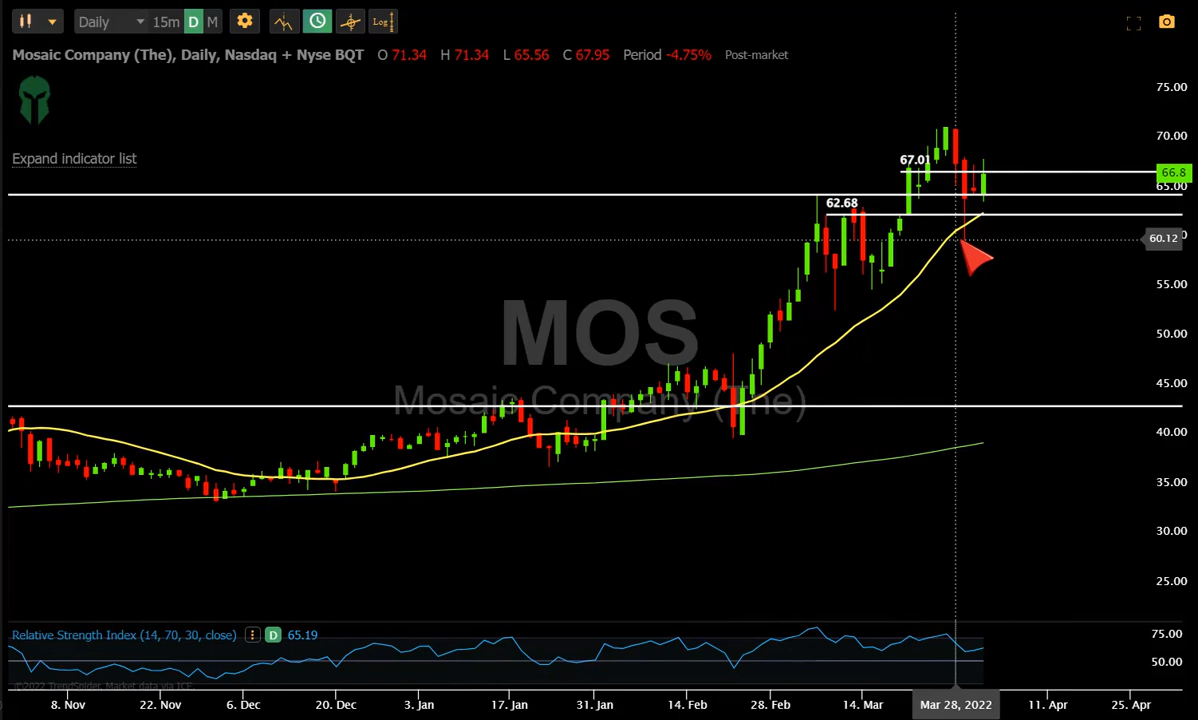 Daily 15m D M Log
Mosaic Company (The), Daily, Nasdaq + Nyse BQT O 71.34 H 71.34 L 65.56 C 67.95 Period -4.75% Post-market
Expand indicator list
75.00
70.00
67.01
66.8
65.00
62.68
60.12
55.00
50.00
MOS
45.00
Mosaic Company (The)
40.00
35.00
30.00
25.00
Relative Strength Index (14, 70, 30, close) D 65.19
75.00
50.00
©2022 TrendSpider, Market data via ICE
8. Nov 22. Nov 6. Dec 20. Dec 3. Jan 17. Jan 31. Jan 14. Feb 28. Feb 14. Mar Mar 28, 2022 11. Apr 25. Apr